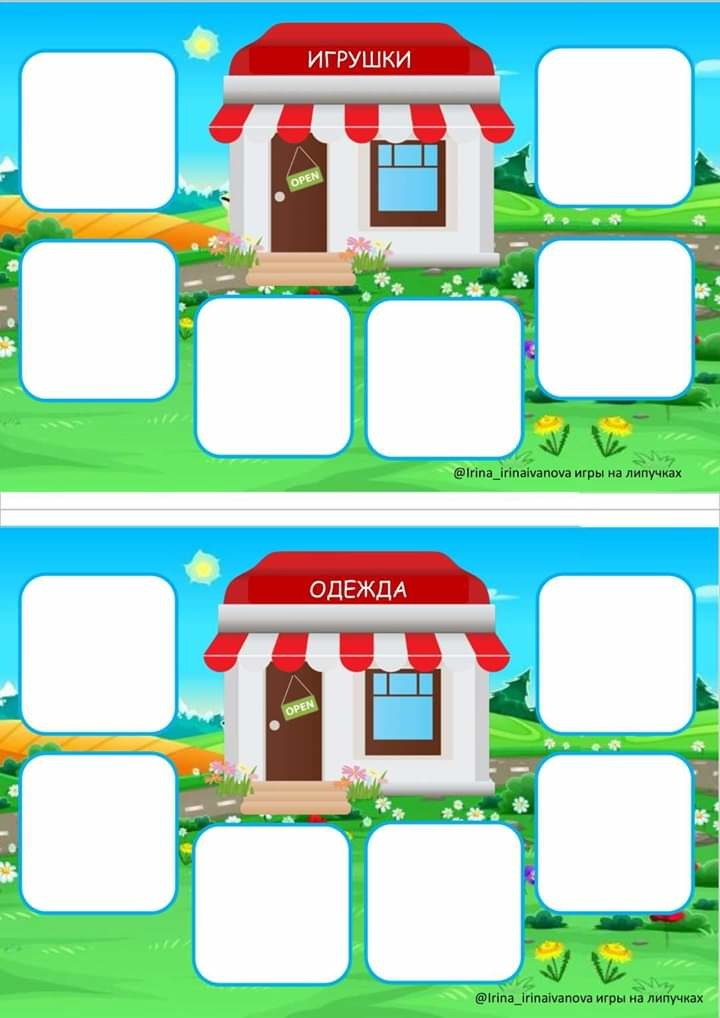 ИГРУШКИ
OPEN
@Irina_irinaivanova игры на липучках
ОДЕЖДА
OPEN
@Irina_irinaivanova игры на липучках